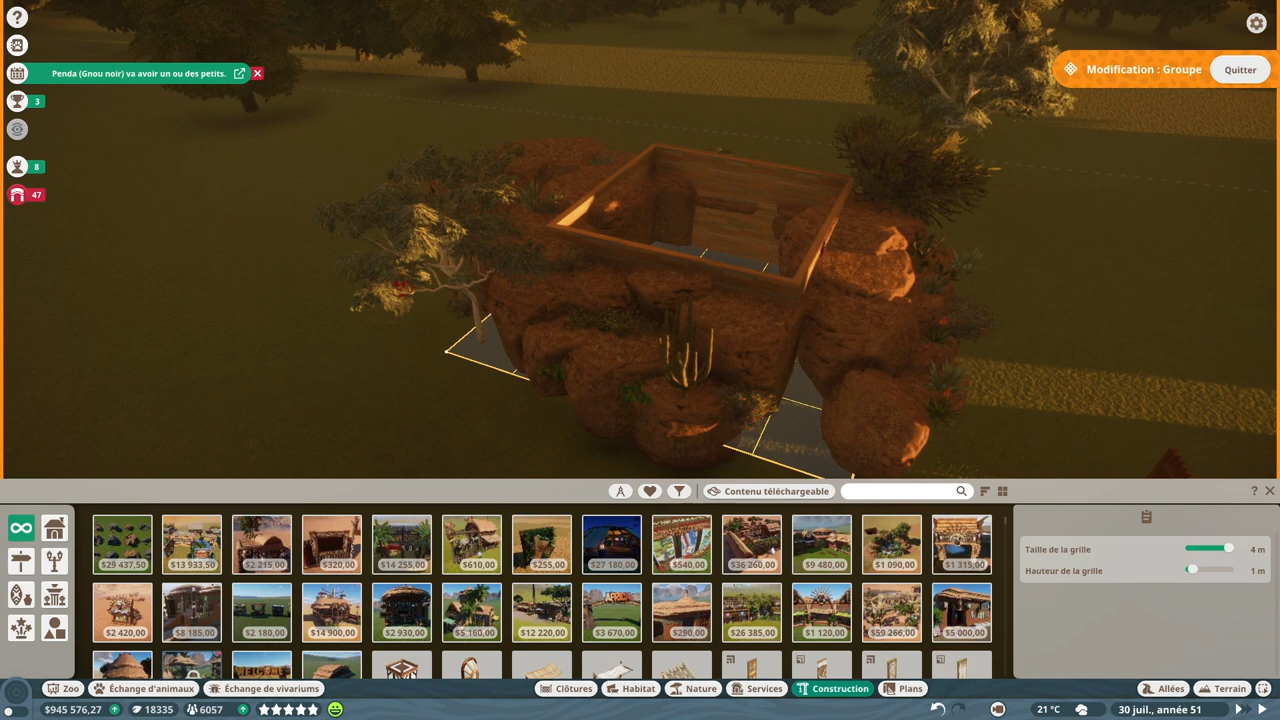 Modification : Groupe
Quitter
Penda (Gnou noir) va avoir un ou des petits.
3
8
47
Contenu téléchargeable
Taille de la grille
4 m
Hauteur de la grille
1 m
$29 437,50
$13 933,50
$2 215,00
$320,00
$14 255,00
$610,00
$255,00
$27 180,00
$540,00
$36 260,00
$9 480,00
$1 090,00
$1 315,00
$2 420,00
$8 185,00
$2 180,00
$14 900,00
$2 930,00
$5 160,00
$12 220,00
$3 670,00
$290,00
$26 385,00
$1 120,00
$59 266,00
$5 000,00
Zoo
Échange d'animaux
Échange de vivariums
Clôtures
Habitat
Nature
Services
Construction
Plans
Allées
Terrain
$945 576,27
18335
6057
21 °C
30 juil., année 51